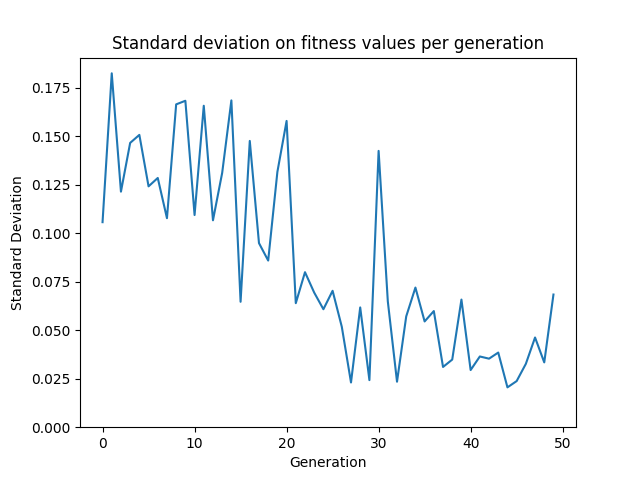 Standard deviation on fitness values per generation
0.175
0.150
0.125
0.100
0.075
0.050
0.025
0.000
Standard Deviation
0 10 20 30 40 50
Generation